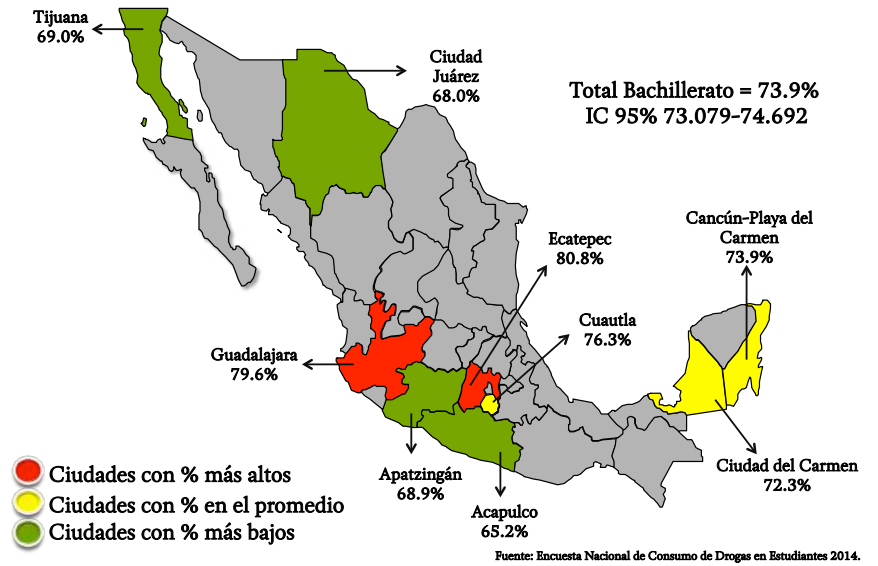 Tijuana
69.0%
Ciudad
Juárez
68.0%
Total Bachillerato = 73.9%
IC 95% 73.079-74.692
Cancún-Playa del
Carmen
73.9%
Ecatepec
80.8%
Cuautla
76.3%
Guadalajara
79.6%
Ciudad del Carmen
72.3%
Apatzingán
68.9%
Acapulco
65.2%
Ciudades con % más altos
Ciudades con % en el promedio
Ciudades con % más bajos
Fuente: Encuesta Nacional de Consumo de Drogas en Estudiantes 2014.